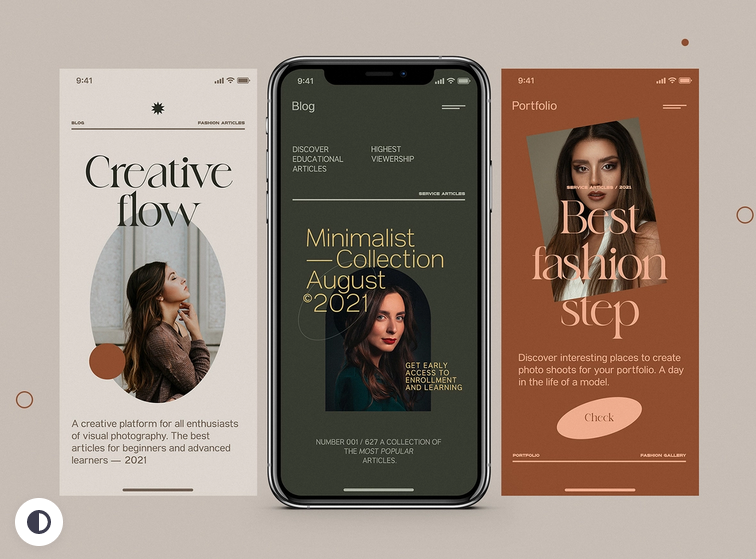 9:41
BLOG
FASHION ARTICLES
Creative
flow
A creative platform for all enthusiasts
of visual photography. The best
articles for beginners and advanced
learners — 2021
9:41
Blog
DISCOVER
EDUCATIONAL
ARTICLES
HIGHEST
VIEWERSHIP
SERVICE ARTICLES
Minimalist
— Collection
August
©2021
GET EARLY
ACCESS TO
ENROLLMENT
AND LEARNING
NUMBER 001 / 627 A COLLECTION OF
THE MOST POPULAR
ARTICLES.
9:41
Portfolio
SERVICE ARTICLES / 2021
Best
fashion
step
Discover interesting places to create
photo shoots for your portfolio. A day
in the life of a model.
Check
PORTFOLIO
FASHION GALLERY